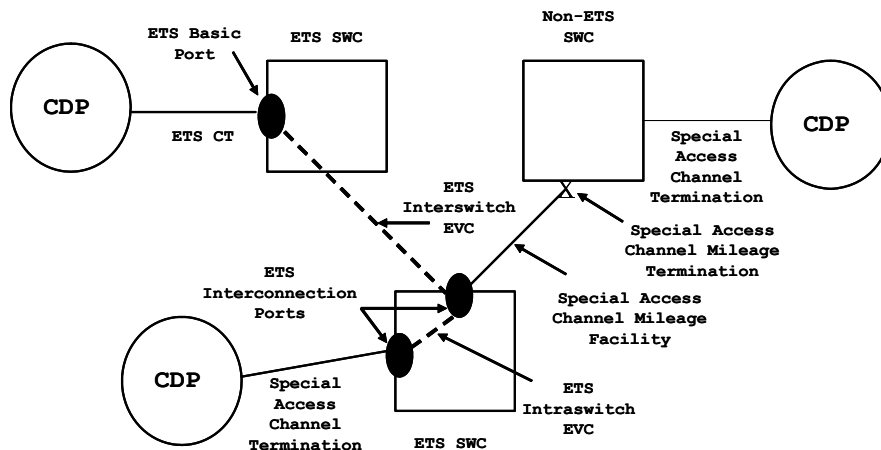 ETS Basic
Port
ETS SWC
Non-ETS
SWC
CDP
ETS CT
CDP
Special
Access
Channel
Termination
ETS
Interswitch
EVC
X
Special Access
Channel Mileage
Termination
ETS
Interconnection
Ports
Special Access
Channel Mileage
Facility
CDP
Special
Access
Channel
Termination
ETS
Intraswitch
EVC
ETS SWC